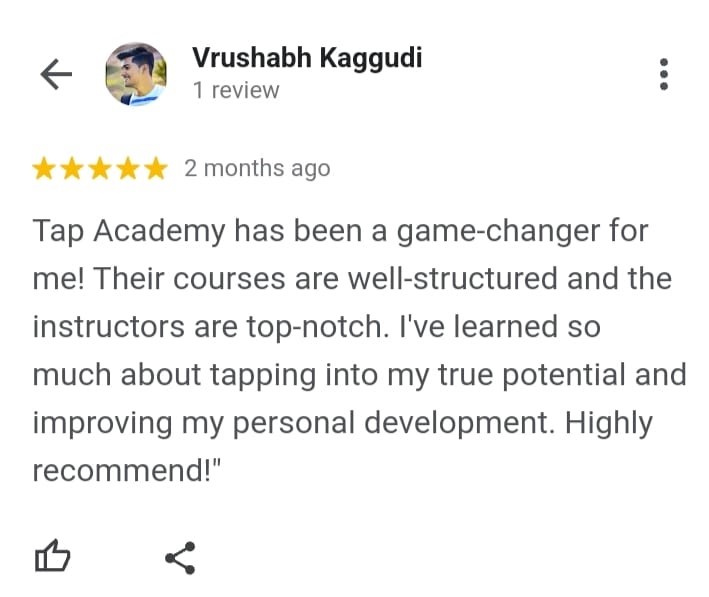 Vrushabh Kaggudi
1 review
2 months ago
Tap Academy has been a game-changer for
me! Their courses are well-structured and the
instructors are top-notch. I've learned so
much about tapping into my true potential and
improving my personal development. Highly
recommend!"